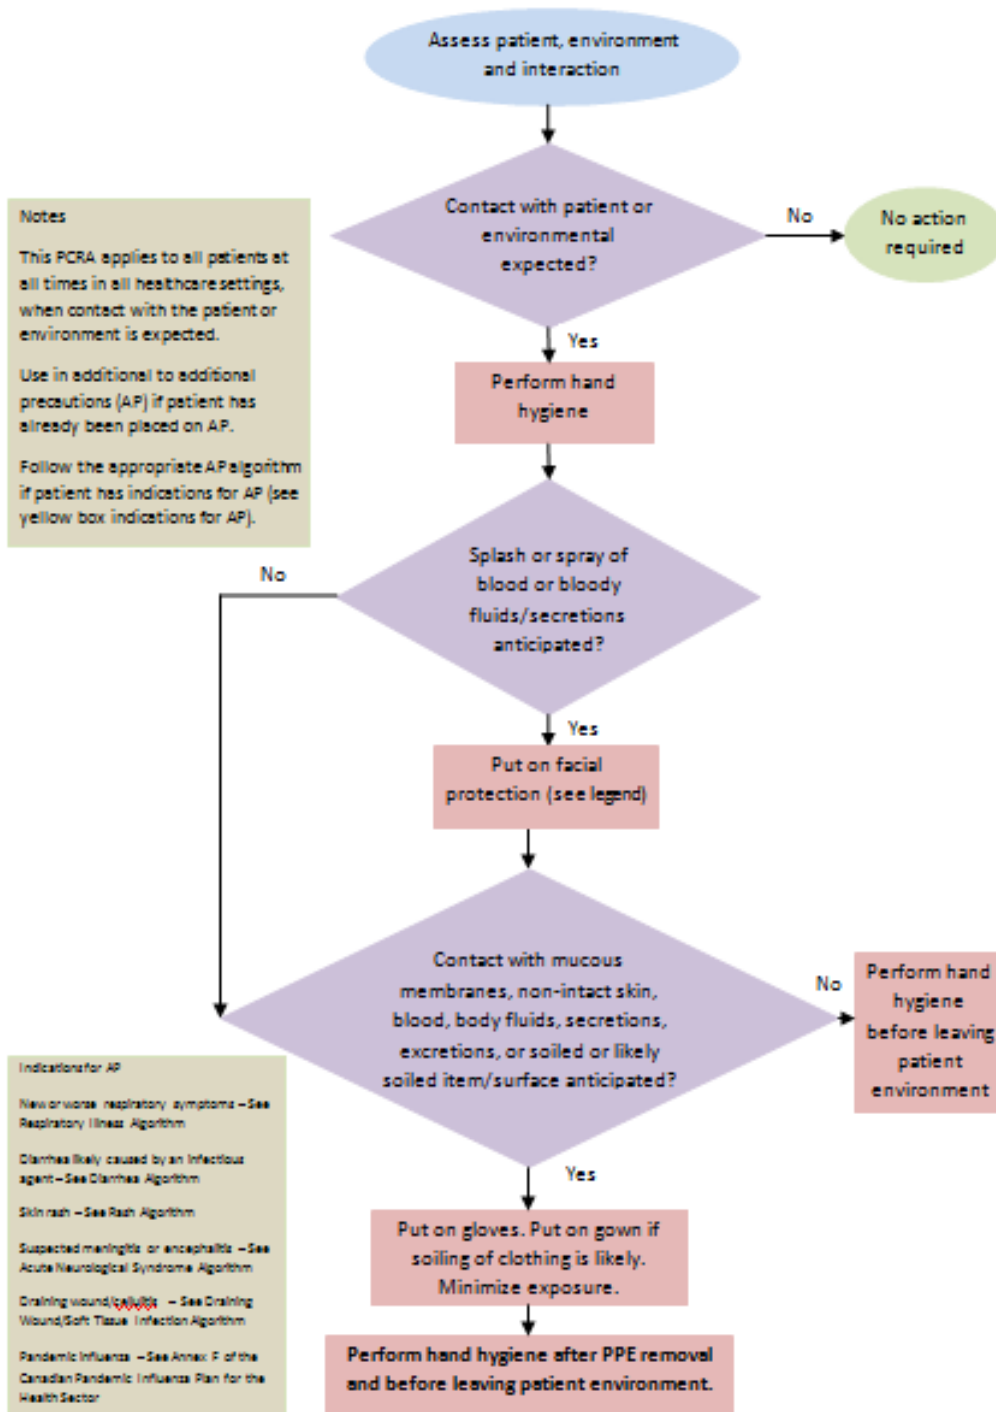 Assess patient, environment
and interaction
Contact with patient or
environmental
expected?
No
No action
required
Notes
This PCRA applies to all patients at
all times in all healthcare settings,
when contact with the patient or
environment is expected.
Use in additional to additional
precautions (AP) if patient has
already been placed on AP.
Follow the appropriate AP algorithm
if patient has indications for AP (see
yellow box indications for AP).
Yes
Perform hand
hygiene
Splash or spray of
blood or bloody
fluids/secretions
anticipated?
No
Yes
Put on facial
protection (see legend)
Contact with mucous
membranes, non-intact skin,
blood, body fluids, secretions,
excretions, or soiled or likely
soiled item/surface anticipated?
No
Perform hand
hygiene
before leaving
patient
environment
Yes
Put on gloves. Put on gown if
soiling of clothing is likely.
Minimize exposure.
Perform hand hygiene after PPE removal
and before leaving patient environment.
Indications for AP
New or worse respiratory symptoms – See
Respiratory Illness Algorithm
Diarrhea likely caused by an infectious
agent – See Diarrhea Algorithm
Skin rash – See Rash Algorithm
Suspected meningitis or encephalitis – See
Acute Neurological Syndrome Algorithm
Draining wound/cellulitis – See Draining
Wound/Soft Tissue Infection Algorithm
Pandemic Influenza – See Annex F of the
Canadian Pandemic Influenza Plan for the
Health Sector